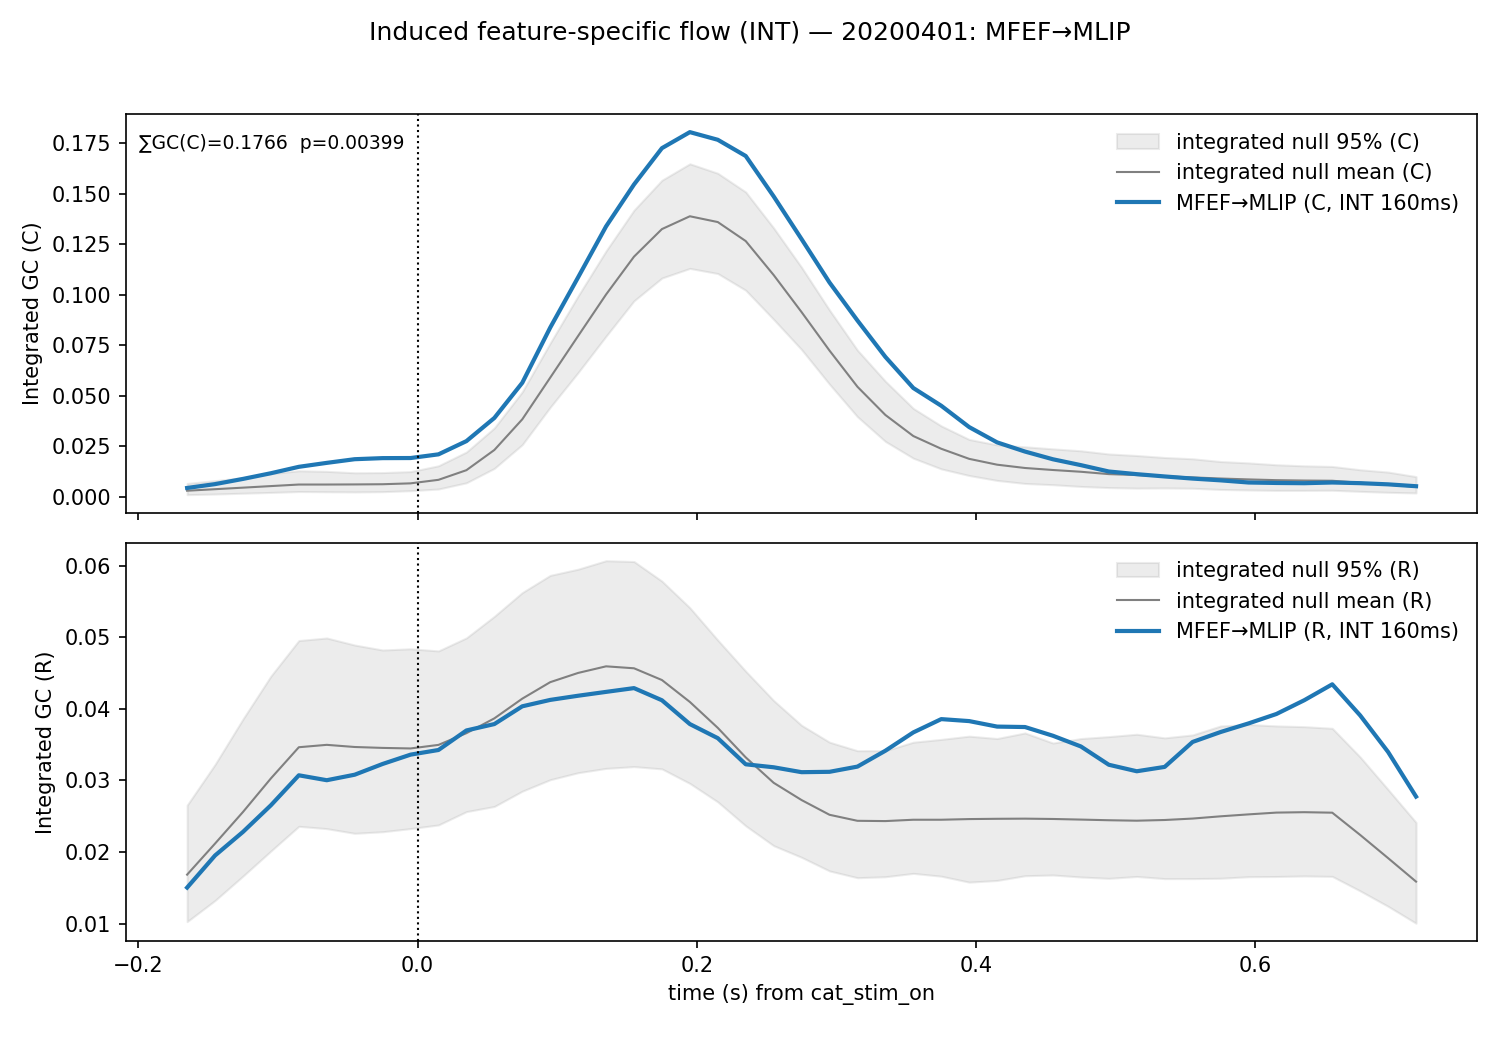 Induced feature-specific flow (INT) — 20200401: MFEF→MLIP
∑GC(C)=0.1766  p=0.00399
integrated null 95% (C)
integrated null mean (C)
MFEF→MLIP (C, INT 160ms)
Integrated GC (C)
0.175
0.150
0.125
0.100
0.075
0.050
0.025
0.000
integrated null 95% (R)
integrated null mean (R)
MFEF→MLIP (R, INT 160ms)
Integrated GC (R)
0.06
0.05
0.04
0.03
0.02
0.01
−0.2 0.0 0.2 0.4 0.6
time (s) from cat_stim_on